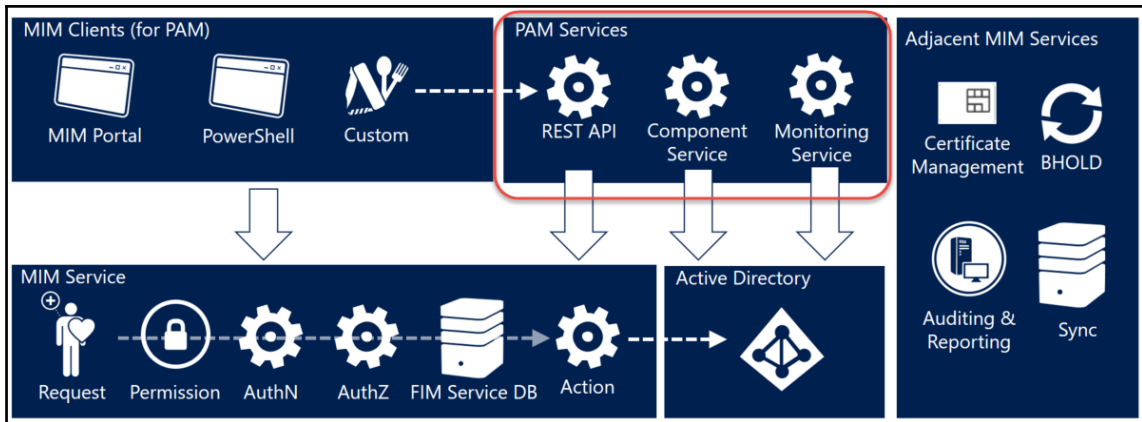 MIM Clients (for PAM)
MIM Portal
PowerShell
Custom
PAM Services
REST API
Component
Service
Monitoring
Service
Adjacent MIM Services
Certificate
Management
BHOLD
Auditing &
Reporting
Sync
MIM Service
Request
Permission
AuthN
AuthZ
FIM Service DB
Action
Active Directory